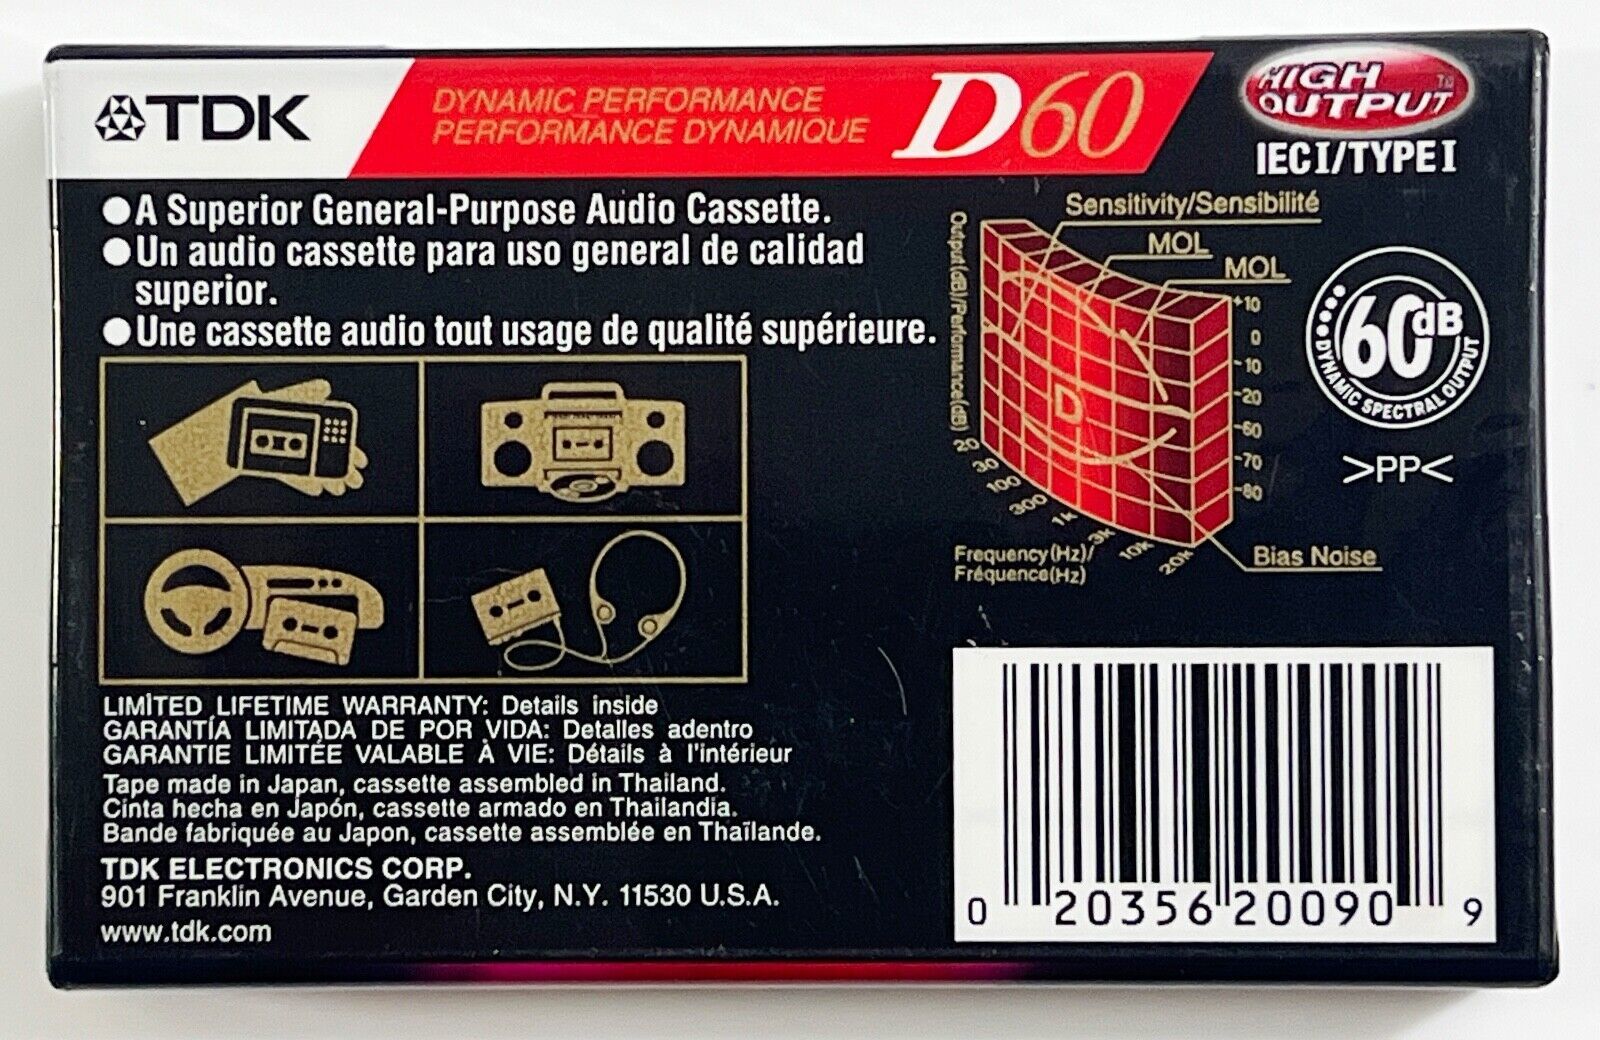 TDK
DYNAMIC PERFORMANCE
PERFORMANCE DYNAMIQUE
D60
HIGH
OUTPUT TM
IEC I/TYPE I
●A Superior General-Purpose Audio Cassette.
●Un audio cassette para uso general de calidad
superior.
●Une cassette audio tout usage de qualité supérieure.
Sensitivity/Sensibilité
MOL
MOL
Output(dB)/Performance(dB)
+10
0
-10
-20
-60
-70
-80
D
20
30
100
300
1k
3k
10k
20k
Frequency(Hz)/
Fréquence(Hz)
Bias Noise
60dB
DYNAMIC SPECTRAL OUTPUT
>PP<
LIMITED LIFETIME WARRANTY: Details inside
GARANTÍA LIMITADA DE POR VIDA: Detalles adentro
GARANTIE LIMITÉE VALABLE À VIE: Détails à l'intérieur
Tape made in Japan, cassette assembled in Thailand.
Cinta hecha en Japón, cassette armado en Thailandia.
Bande fabriquée au Japon, cassette assemblée en Thaïlande.
TDK ELECTRONICS CORP.
901 Franklin Avenue, Garden City, N.Y. 11530 U.S.A.
www.tdk.com
0 20356 20090 9